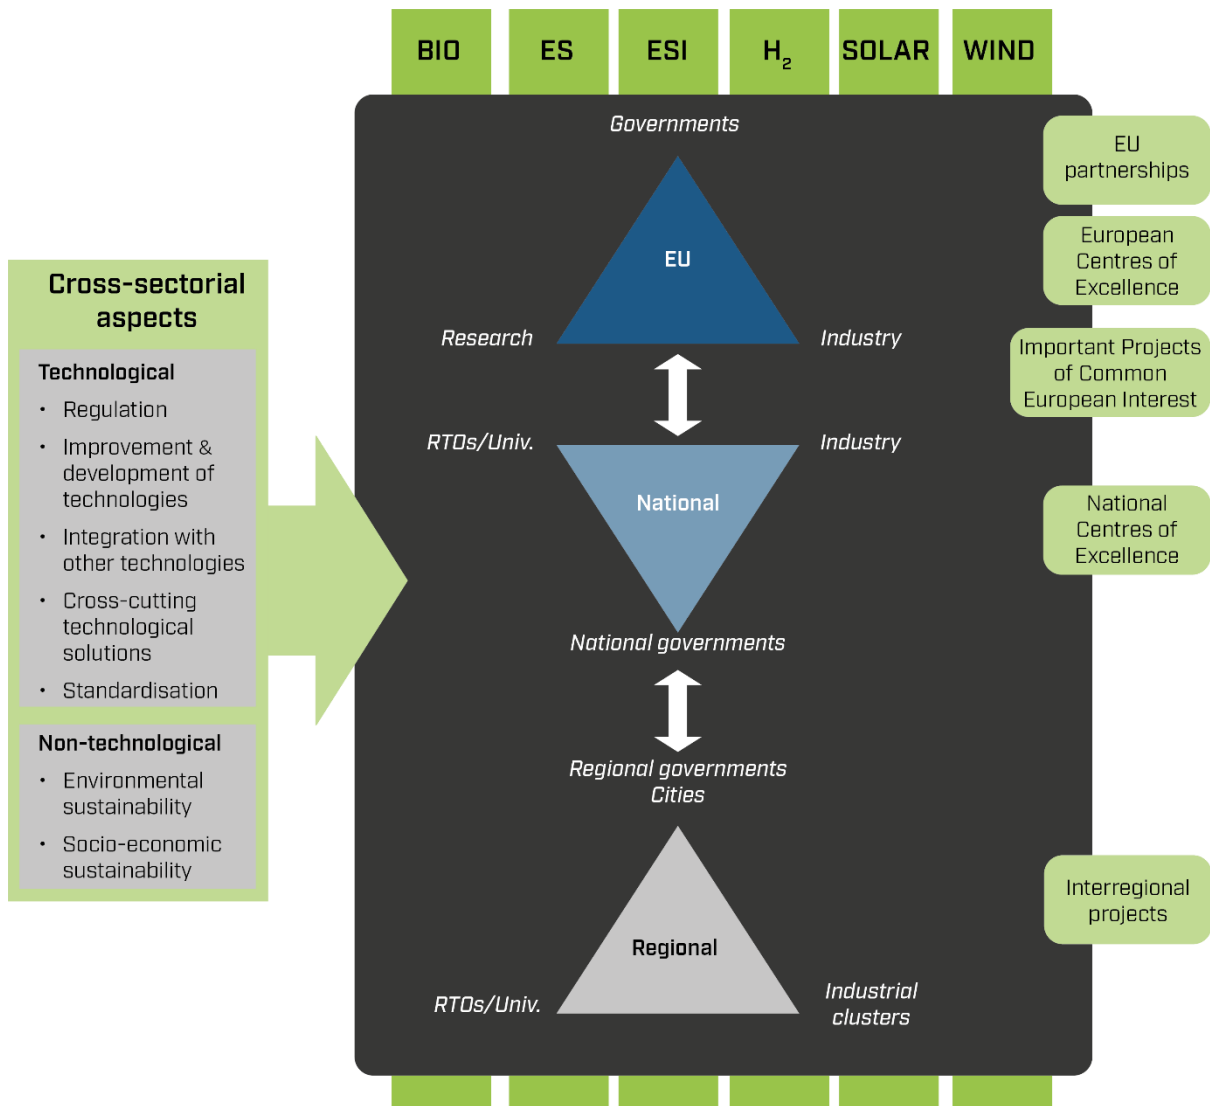 BIO
ES
ESI
H₂
SOLAR
WIND
Governments
EU
Research
Industry
RTOs/Univ.
Industry
National
National governments
Regional governments
Cities
Regional
RTOs/Univ.
Industrial
clusters
Cross-sectorial
aspects
Technological
• Regulation
• Improvement &
development of
technologies
• Integration with
other technologies
• Cross-cutting
technological
solutions
• Standardisation
Non-technological
• Environmental
sustainability
• Socio-economic
sustainability
EU
partnerships
European
Centres of
Excellence
Important Projects
of Common
European Interest
National
Centres of
Excellence
Interregional
projects